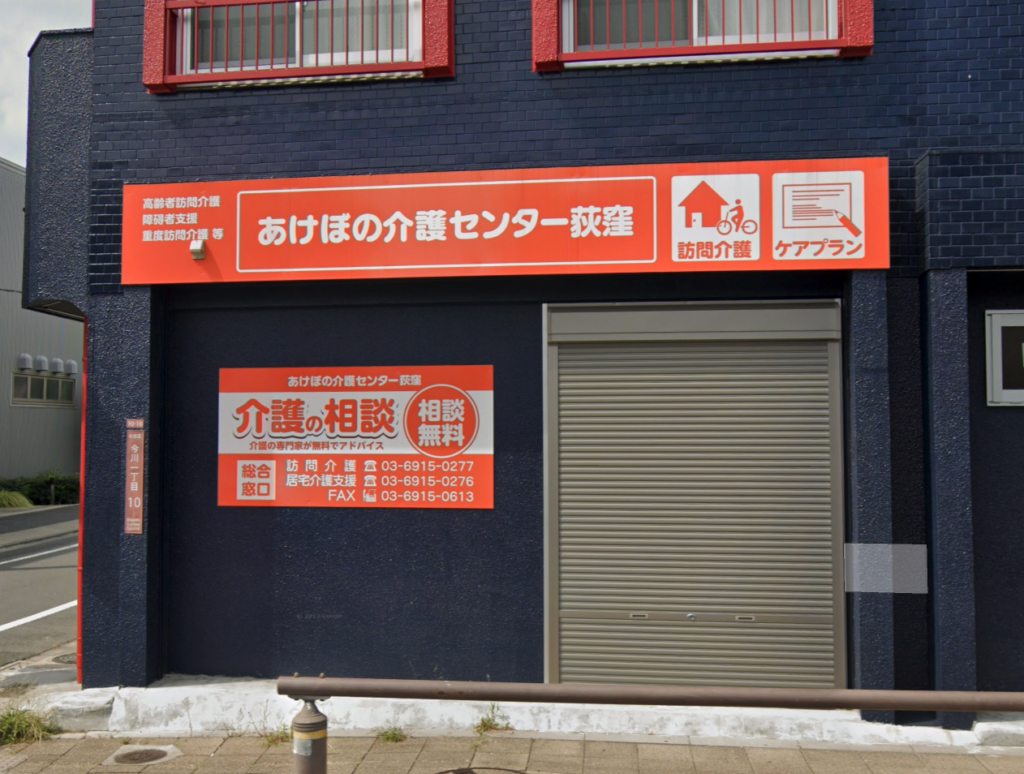 高齢者訪問介護
障碍者支援
重度訪問介護 等
あけぼの介護センター荻窪
訪問介護
ケアプラン
あけぼの介護センター荻窪
介護の相談
介護の専門家が無料でアドバイス
相談
無料
総合
窓口
訪問介護 ☎ 03-6915-0277
居宅介護支援 ☎ 03-6915-0276
FAX 03-6915-0613
今川一丁目
10